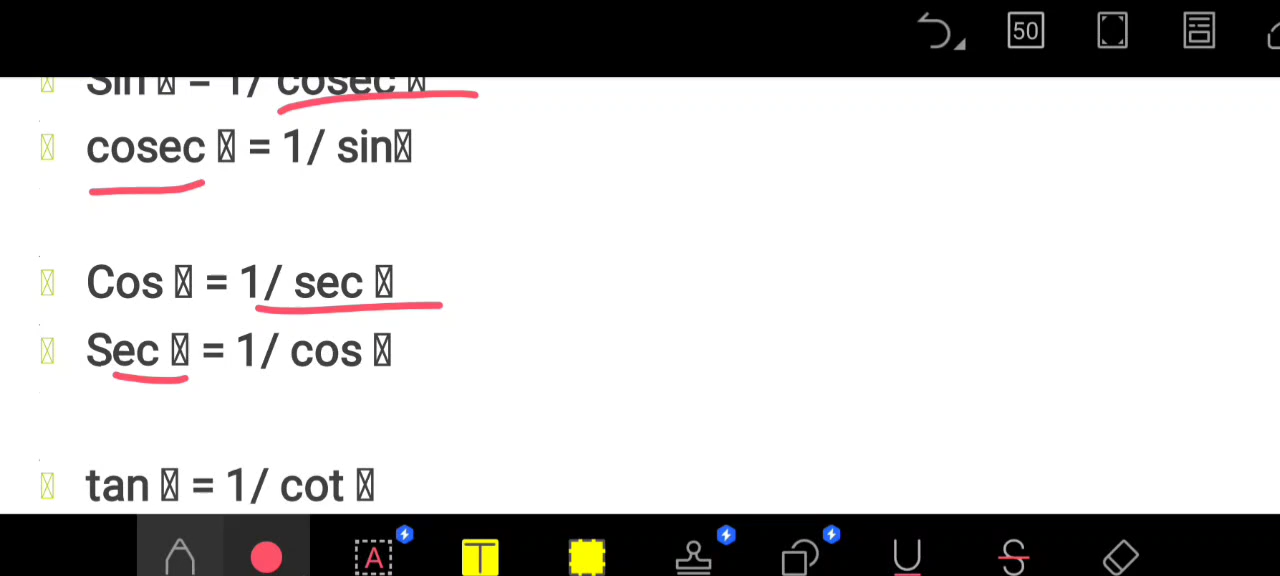 50
Sin 𝥷 = 1/ cosec 𝥷
cosec 𝥷 = 1/ sin𝥷
Cos 𝥷 = 1/ sec 𝥷
Sec 𝥷 = 1/ cos 𝥷
tan 𝥷 = 1/ cot 𝥷
A T U S